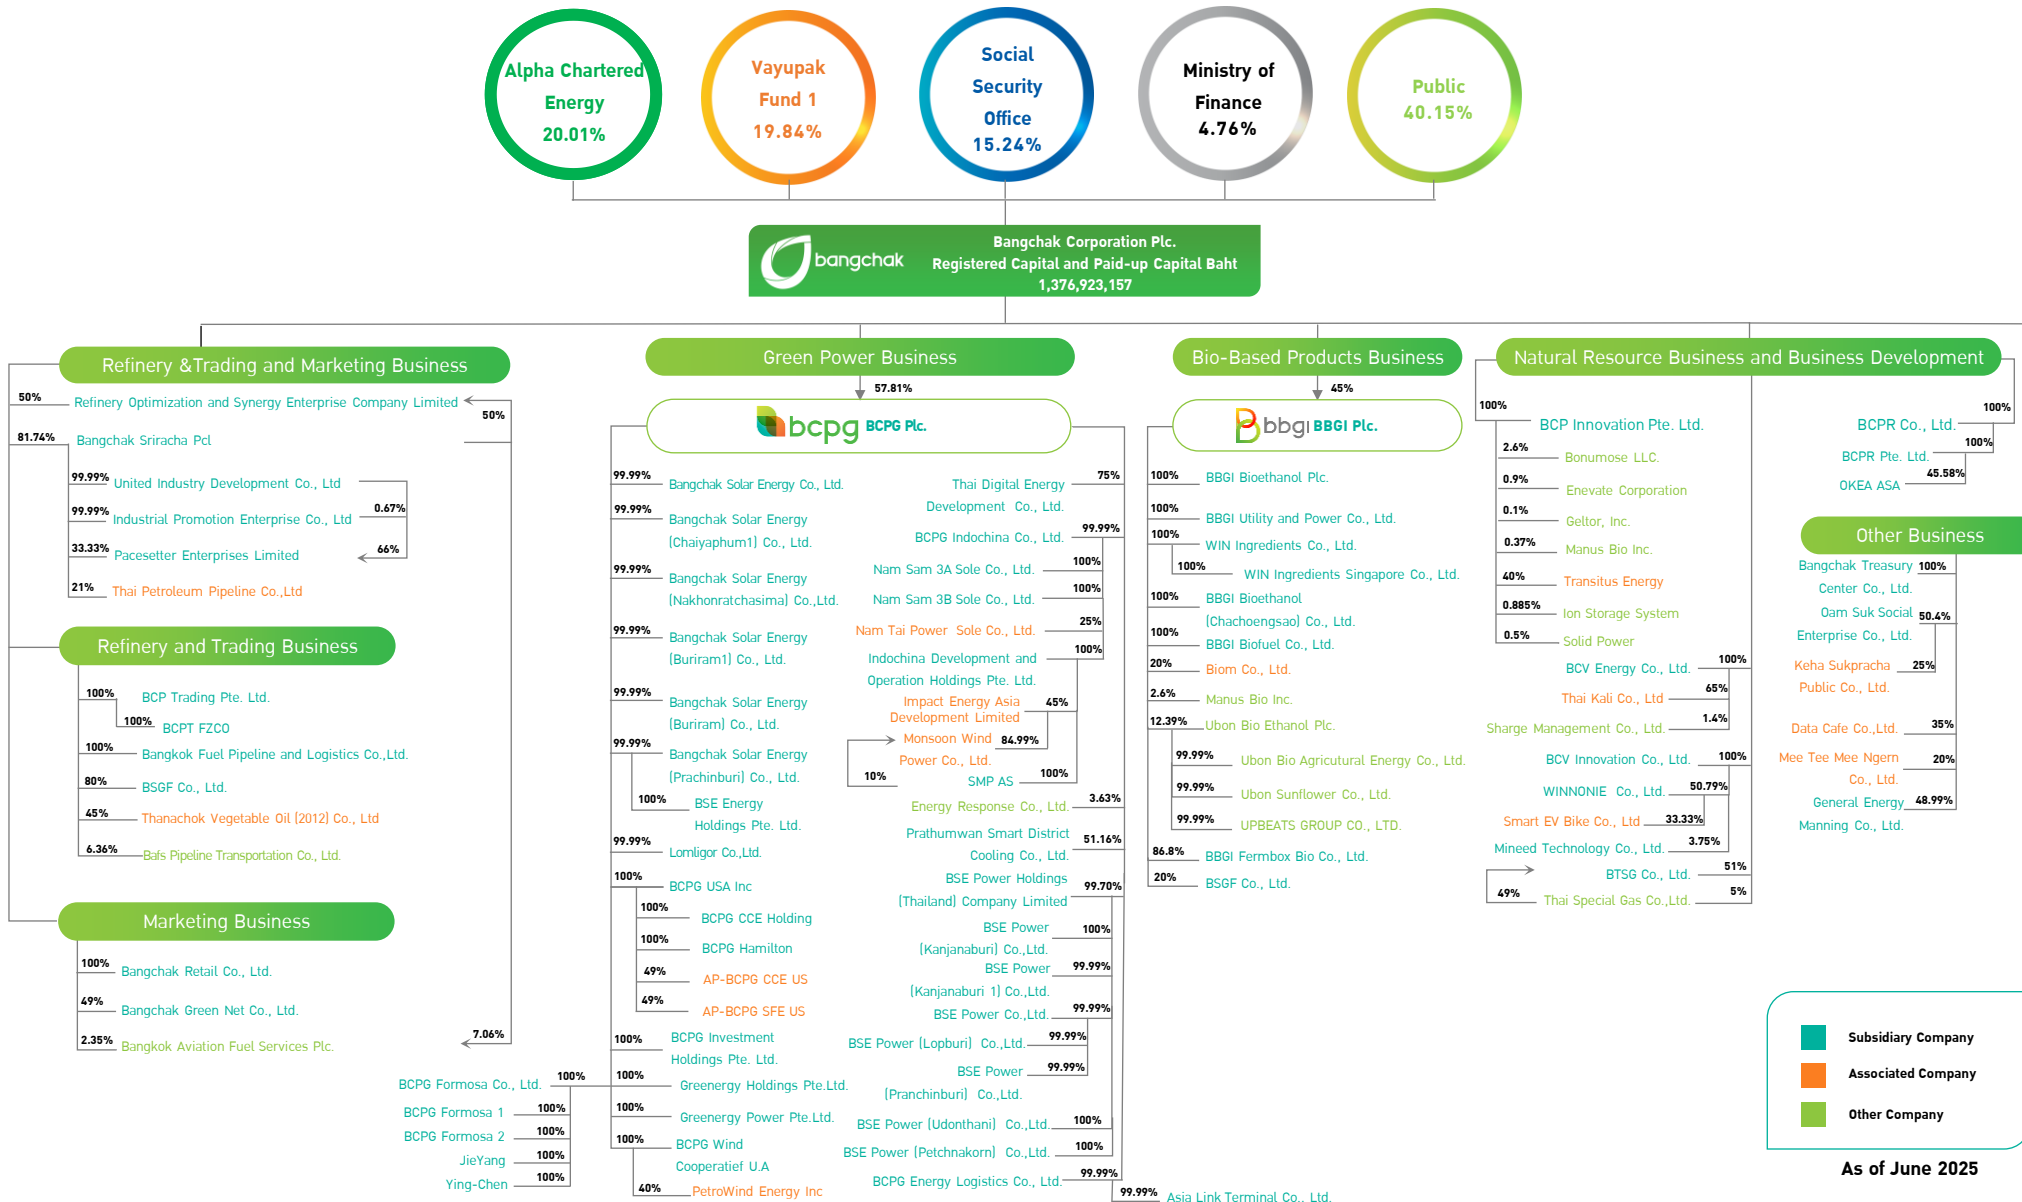 Alpha Chartered
Energy
20.01%
Vayupak
Fund 1
19.84%
Social
Security
Office
15.24%
Ministry of
Finance
4.76%
Public
40.15%
bangchak
Bangchak Corporation Plc.
Registered Capital and Paid-up Capital Baht
1,376,923,157
Refinery &Trading and Marketing Business
50%
Refinery Optimization and Synergy Enterprise Company Limited
50%
81.74%
Bangchak Sriracha Pcl
99.99%
United Industry Development Co., Ltd
0.67%
99.99%
Industrial Promotion Enterprise Co., Ltd
33.33%
Pacesetter Enterprises Limited
66%
21%
Thai Petroleum Pipeline Co.,Ltd
Refinery and Trading Business
100%
BCP Trading Pte. Ltd.
100%
BCPT FZCO
100%
Bangkok Fuel Pipeline and Logistics Co.,Ltd.
80%
BSGF Co., Ltd.
45%
Thanachok Vegetable Oil (2012) Co., Ltd
6.36%
Bafs Pipeline Transportation Co., Ltd.
Marketing Business
100%
Bangchak Retail Co., Ltd.
49%
Bangchak Green Net Co., Ltd.
2.35%
Bangkok Aviation Fuel Services Plc.
7.06%
Green Power Business
57.81%
bcpg
BCPG Plc.
99.99%
Bangchak Solar Energy Co., Ltd.
99.99%
Bangchak Solar Energy
(Chaiyaphum1) Co., Ltd.
99.99%
Bangchak Solar Energy
(Nakhonratchasima) Co.,Ltd.
99.99%
Bangchak Solar Energy
(Buriram1) Co., Ltd.
99.99%
Bangchak Solar Energy
(Buriram) Co., Ltd.
99.99%
Bangchak Solar Energy
(Prachinburi) Co., Ltd.
100%
BSE Energy
Holdings Pte. Ltd.
99.99%
Lomligor Co.,Ltd.
100%
BCPG USA Inc
100%
BCPG CCE Holding
100%
BCPG Hamilton
49%
AP-BCPG CCE US
49%
AP-BCPG SFE US
100%
BCPG Investment
Holdings Pte. Ltd.
100%
Greenergy Holdings Pte.Ltd.
100%
Greenergy Power Pte.Ltd.
100%
BCPG Wind
Cooperatief U.A
40%
PetroWind Energy Inc
BCPG Formosa Co., Ltd.
100%
BCPG Formosa 1
100%
BCPG Formosa 2
100%
JieYang
100%
Ying-Chen
100%
Thai Digital Energy
Development Co., Ltd.
75%
BCPG Indochina Co., Ltd.
99.99%
Nam Sam 3A Sole Co., Ltd.
100%
Nam Sam 3B Sole Co., Ltd.
100%
Nam Tai Power Sole Co., Ltd.
25%
Indochina Development and
Operation Holdings Pte. Ltd.
100%
Impact Energy Asia
Development Limited
45%
Monsoon Wind
Power Co., Ltd.
84.99%
10%
SMP AS
100%
Energy Response Co., Ltd.
3.63%
Prathumwan Smart District
Cooling Co., Ltd.
51.16%
BSE Power Holdings
(Thailand) Company Limited
99.70%
BSE Power
(Kanjanaburi) Co.,Ltd.
100%
BSE Power
(Kanjanaburi 1) Co.,Ltd.
99.99%
BSE Power Co.,Ltd.
99.99%
BSE Power (Lopburi) Co.,Ltd.
99.99%
BSE Power
(Pranchinburi) Co.,Ltd.
99.99%
BSE Power (Udonthani) Co.,Ltd.
100%
BSE Power (Petchnakorn) Co.,Ltd.
100%
BCPG Energy Logistics Co., Ltd.
99.99%
99.99%
Asia Link Terminal Co., Ltd.
Bio-Based Products Business
45%
bbgi
BBGI Plc.
100%
BBGI Bioethanol Plc.
100%
BBGI Utility and Power Co., Ltd.
100%
WIN Ingredients Co., Ltd.
100%
WIN Ingredients Singapore Co., Ltd.
100%
BBGI Bioethanol
(Chachoengsao) Co., Ltd.
100%
BBGI Biofuel Co., Ltd.
20%
Biom Co., Ltd.
2.6%
Manus Bio Inc.
12.39%
Ubon Bio Ethanol Plc.
99.99%
Ubon Bio Agricutural Energy Co., Ltd.
99.99%
Ubon Sunflower Co., Ltd.
99.99%
UPBEATS GROUP CO., LTD.
86.8%
BBGI Fermbox Bio Co., Ltd.
20%
BSGF Co., Ltd.
Natural Resource Business and Business Development
100%
BCP Innovation Pte. Ltd.
2.6%
Bonumose LLC.
0.9%
Enevate Corporation
0.1%
Geltor, Inc.
0.37%
Manus Bio Inc.
40%
Transitus Energy
0.885%
Ion Storage System
0.5%
Solid Power
BCV Energy Co., Ltd.
100%
Thai Kali Co., Ltd
65%
Sharge Management Co., Ltd.
1.4%
BCV Innovation Co., Ltd.
100%
WINNONIE Co., Ltd.
50.79%
Smart EV Bike Co., Ltd
33.33%
Mineed Technology Co., Ltd.
3.75%
BTSG Co., Ltd.
51%
49%
Thai Special Gas Co.,Ltd.
5%
100%
BCPR Co., Ltd.
100%
BCPR Pte. Ltd.
45.58%
OKEA ASA
Other Business
Bangchak Treasury
Center Co., Ltd.
100%
Oam Suk Social
Enterprise Co., Ltd.
50.4%
Keha Sukpracha
Public Co., Ltd.
25%
Data Cafe Co.,Ltd.
35%
Mee Tee Mee Ngern
Co., Ltd.
20%
General Energy
Manning Co., Ltd.
48.99%
Subsidiary Company
Associated Company
Other Company
As of June 2025